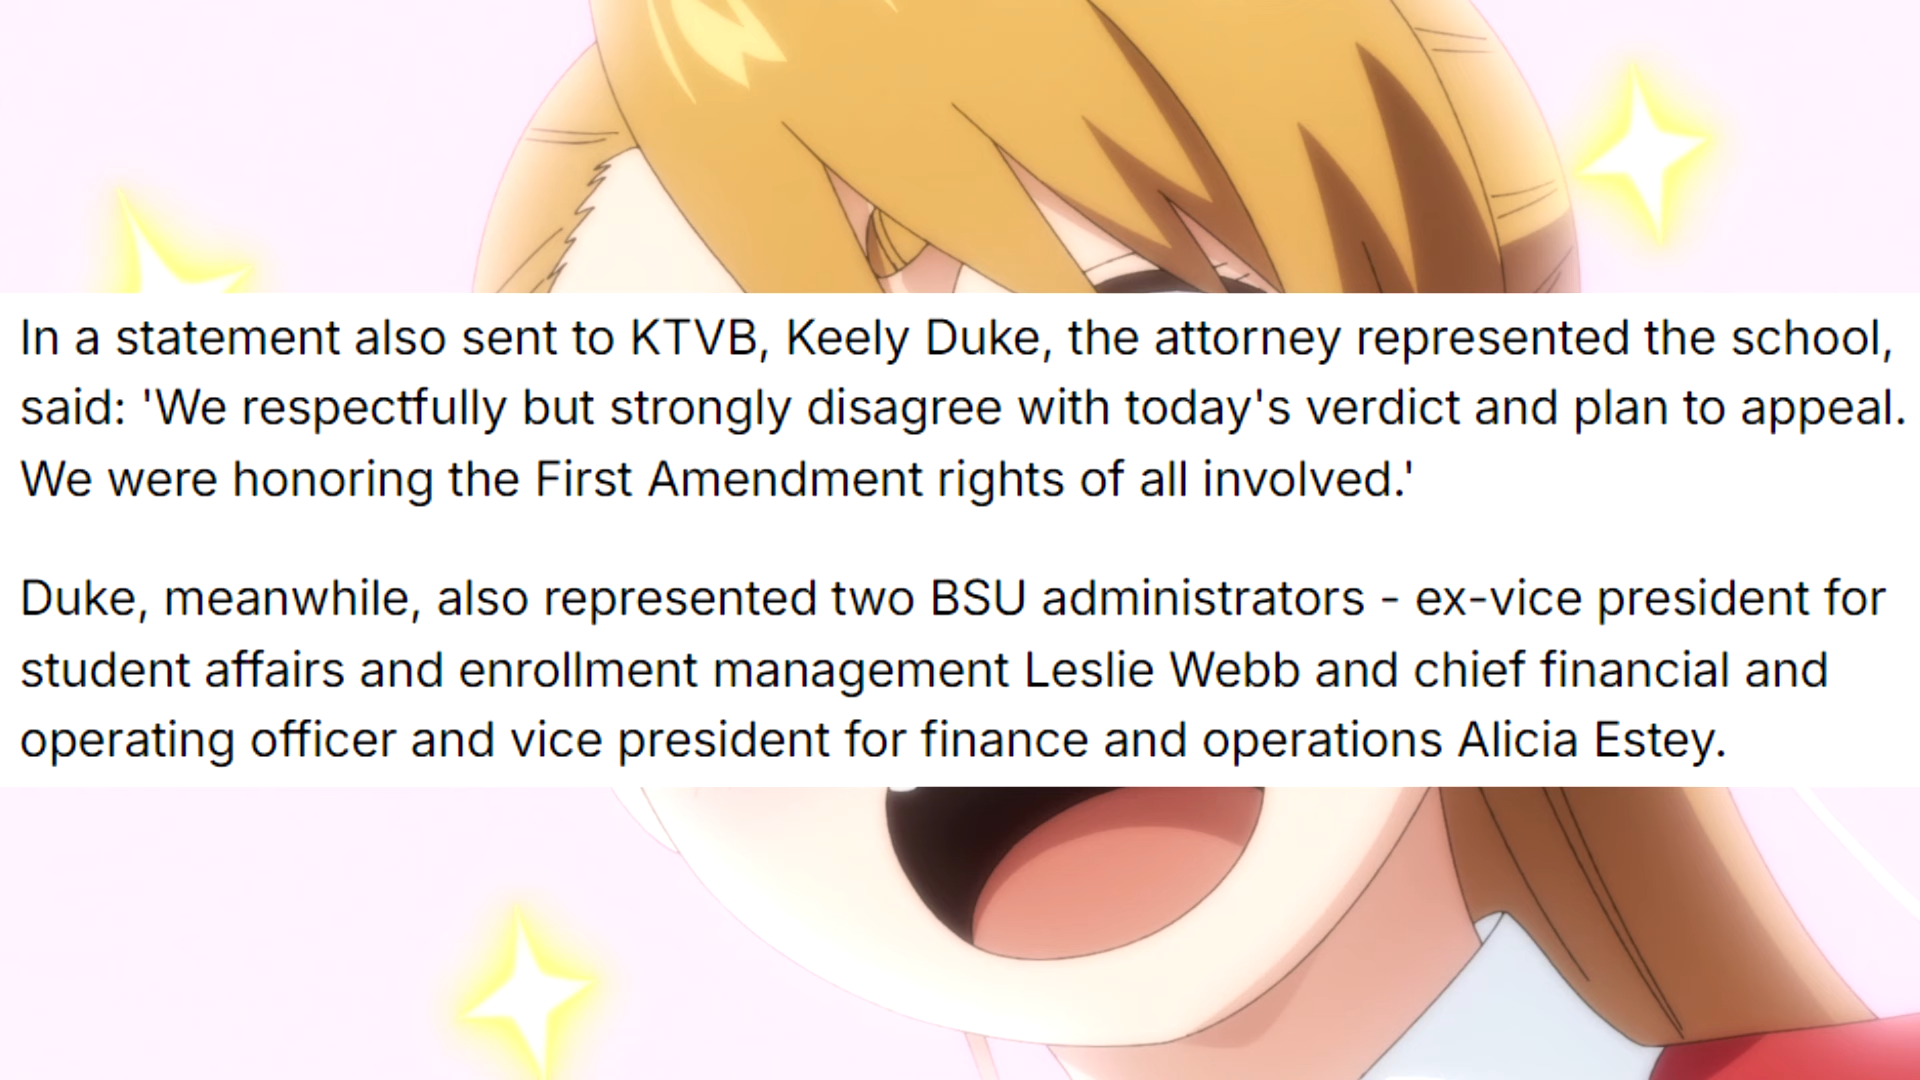 In a statement also sent to KTVB, Keely Duke, the attorney represented the school,
said: 'We respectfully but strongly disagree with today's verdict and plan to appeal.
We were honoring the First Amendment rights of all involved.'
Duke, meanwhile, also represented two BSU administrators - ex-vice president for
student affairs and enrollment management Leslie Webb and chief financial and
operating officer and vice president for finance and operations Alicia Estey.